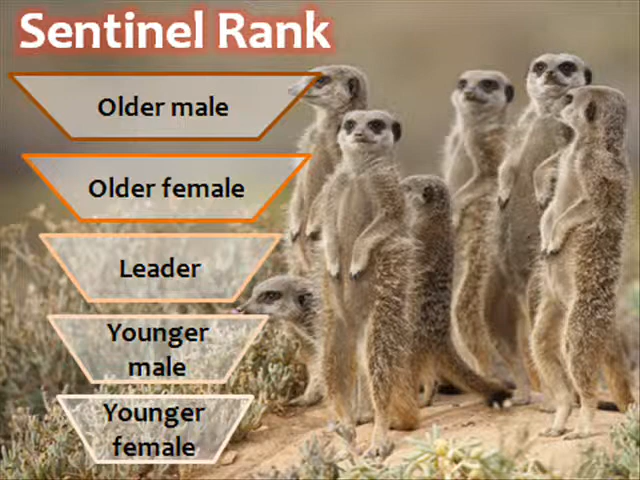 Sentinel Rank
Older male
Older female
Leader
Younger
male
Younger
female